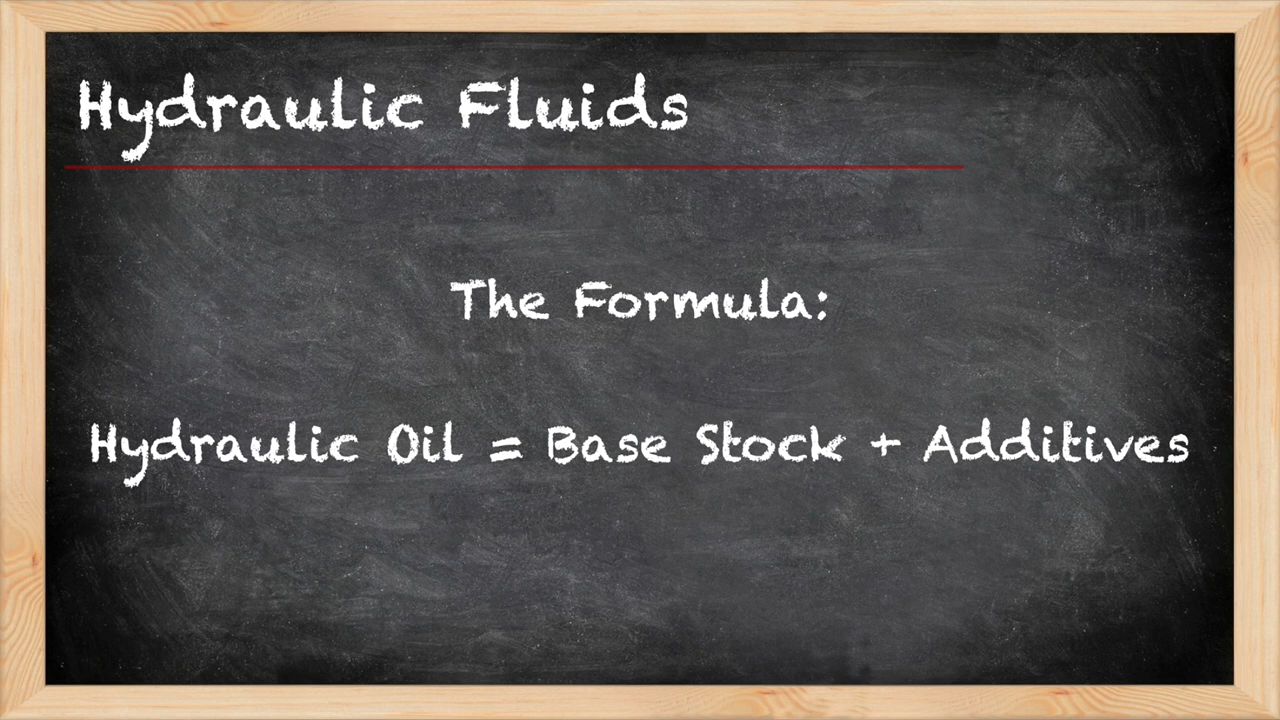 Hydraulic Fluids
The Formula:
Hydraulic Oil = Base Stock + Additives